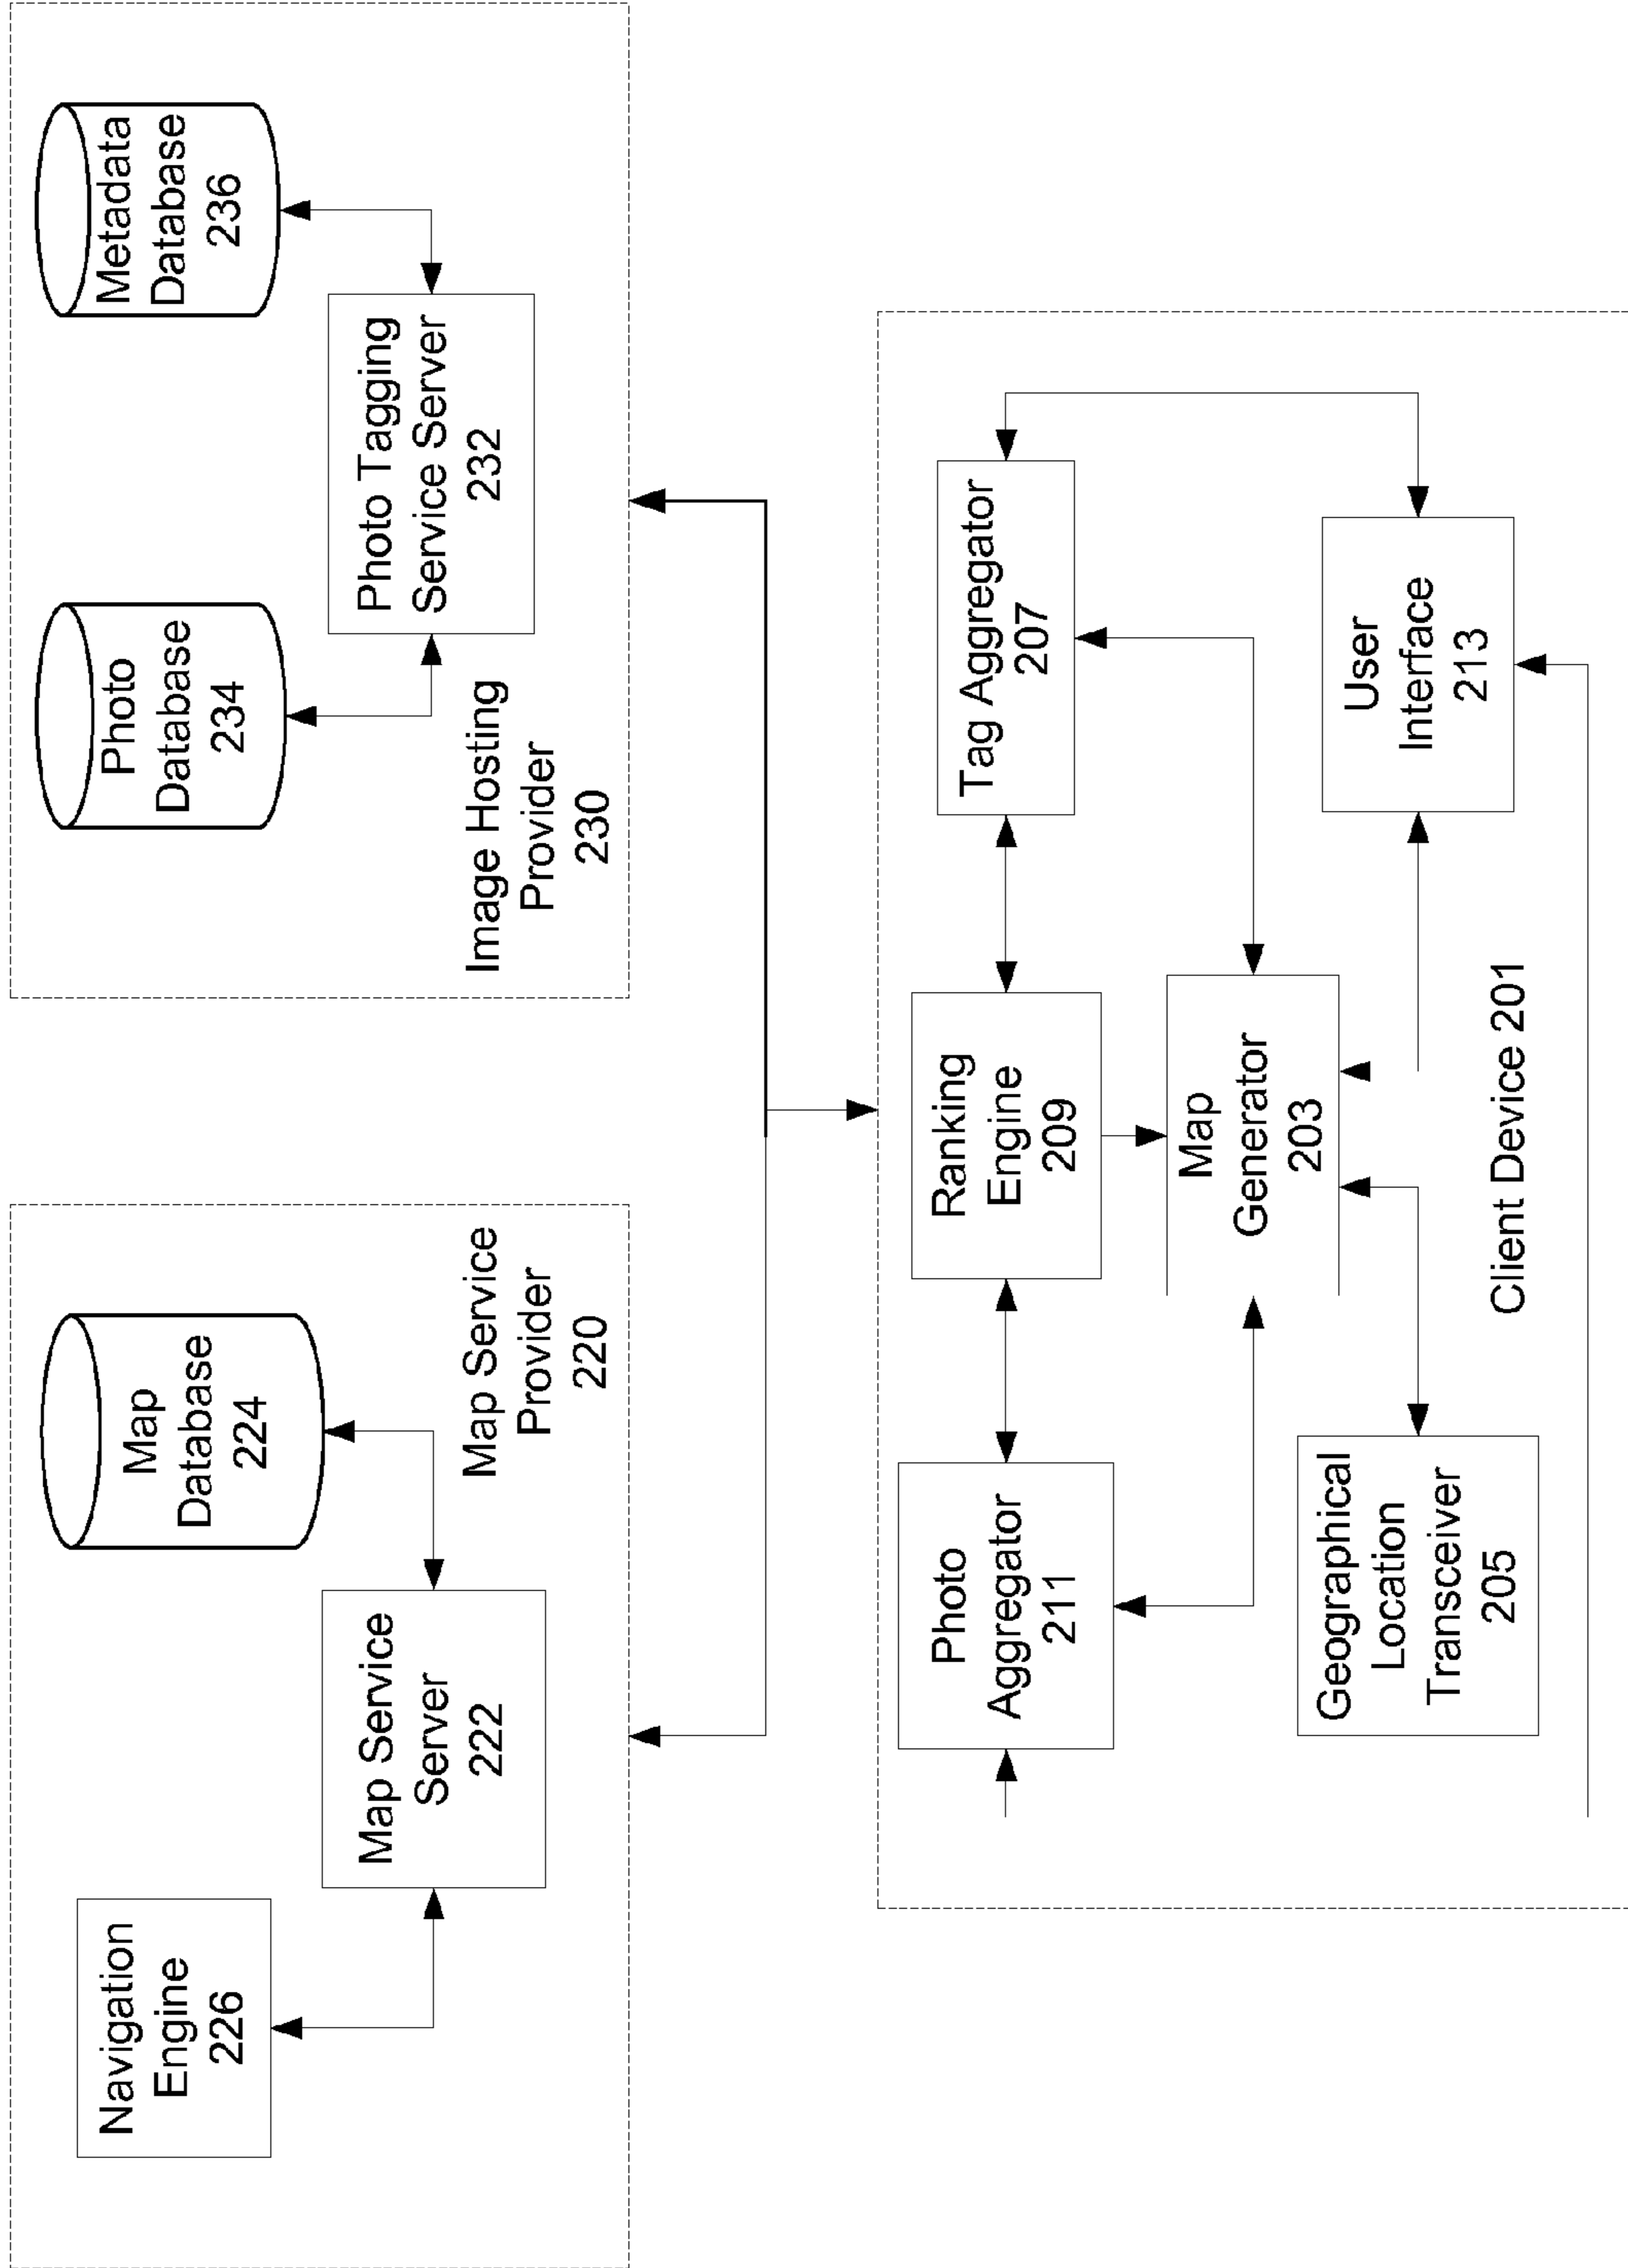 Navigation
Engine
226
Map Service
Server
222
Map
Database
224
Map Service
Provider
220
Photo
Database
234
Metadata
Database
236
Photo Tagging
Service Server
232
Image Hosting
Provider
230
Photo
Aggregator
211
Ranking
Engine
209
Tag Aggregator
207
Map
Generator
203
Geographical
Location
Transceiver
205
User
Interface
213
Client Device 201